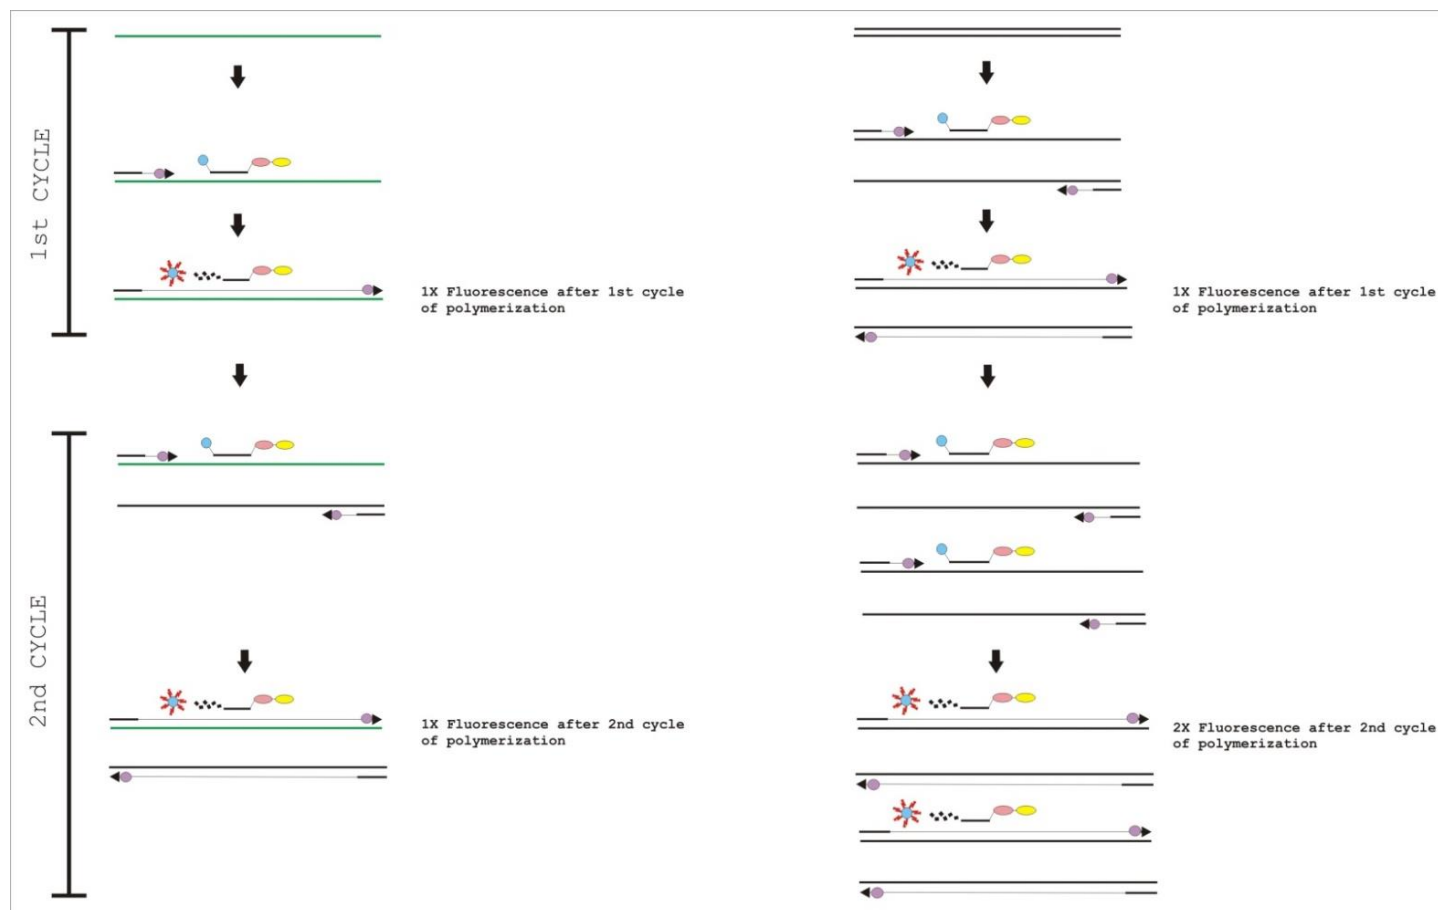 1st CYCLE
1X Fluorescence after 1st cycle
of polymerization
1X Fluorescence after 1st cycle
of polymerization
2nd CYCLE
1X Fluorescence after 2nd cycle
of polymerization
2X Fluorescence after 2nd cycle
of polymerization